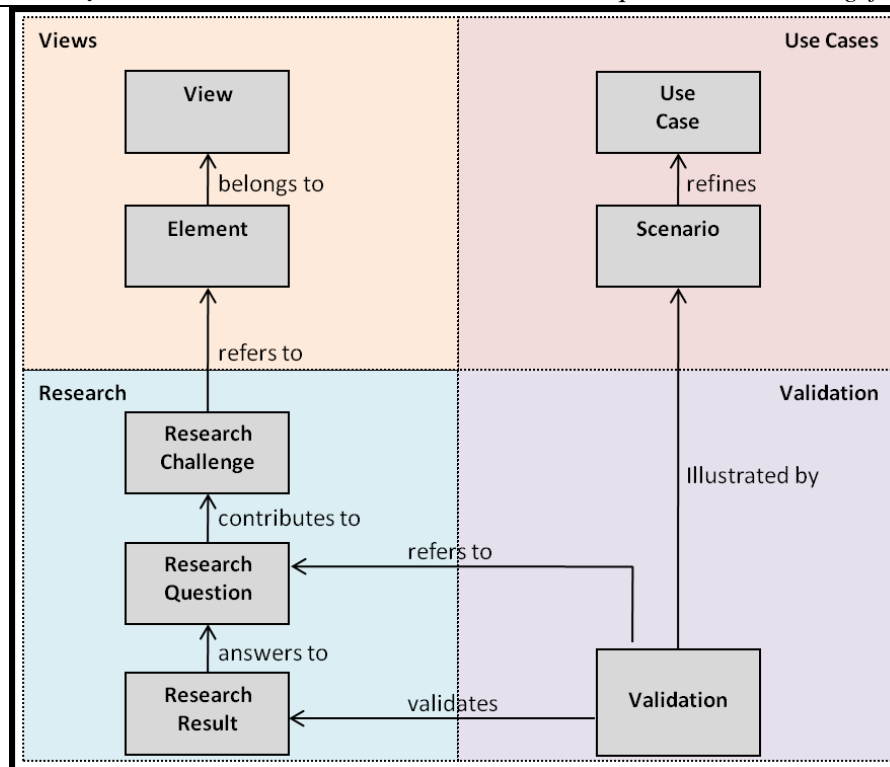 Views
Use Cases
View
Use
Case
belongs to
refines
Element
Scenario
refers to
Research
Validation
Research
Challenge
Illustrated by
contributes to
refers to
Research
Question
answers to
Research
Result
validates
Validation